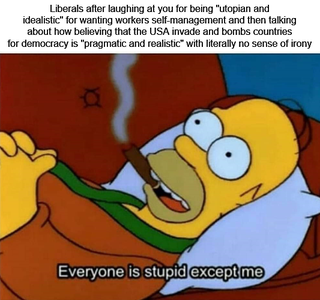 Liberals after laughing at you for being "utopian and
idealistic" for wanting workers self-management and then talking
about how believing that the USA invade and bombs countries
for democracy is "pragmatic and realistic" with literally no sense of irony
Everyone is stupid except me